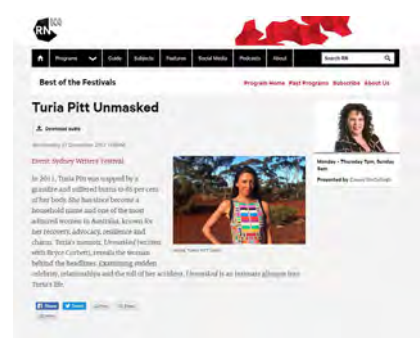 RN
Programs Guide Subjects Features Social Media Podcasts About Search RN
Best of the Festivals
Program Home Past Programs Subscribe About Us
Turia Pitt Unmasked
Download audio
Event: Sydney Writers Festival
In 2011, Turia Pitt was trapped by a
grassfire and suffered burns to 65 per cent
of her body. She has since become a
household name and one of the most
admired women in Australia, known for
her recovery, advocacy, resilience and
charm. Turia's memoir, Unmasked (written
with Bryce Corbett), reveals the woman
behind the headlines. Examining sudden
celebrity, relationships and the toll of her accident, Unmasked is an intimate glimpse into
Turia's life.
Monday - Thursday 7pm, Sunday
Presented by
Share Tweet